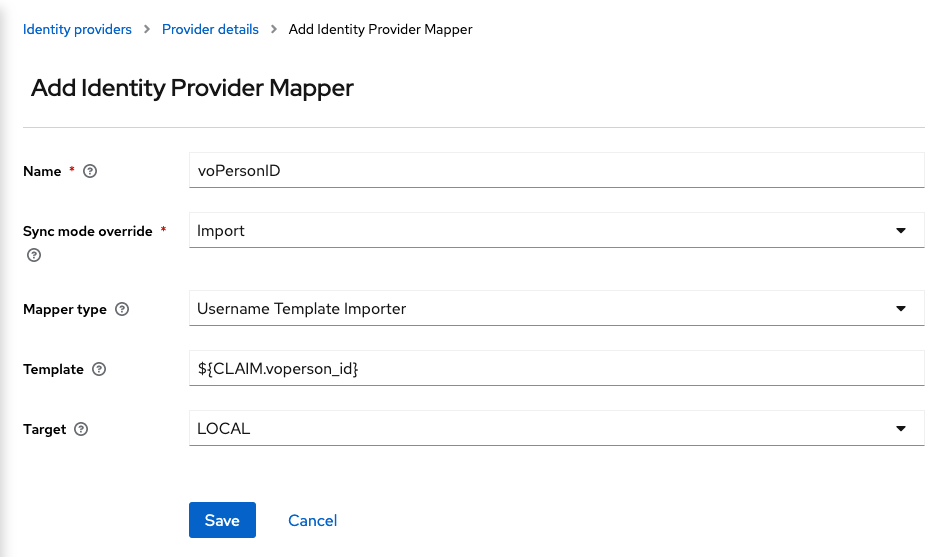 Identity providers > Provider details > Add Identity Provider Mapper
Add Identity Provider Mapper
Name * ?
voPersonID
Sync mode override * ?
Import
Mapper type ?
Username Template Importer
Template ?
${CLAIM.voperson_id}
Target ?
LOCAL
Save Cancel